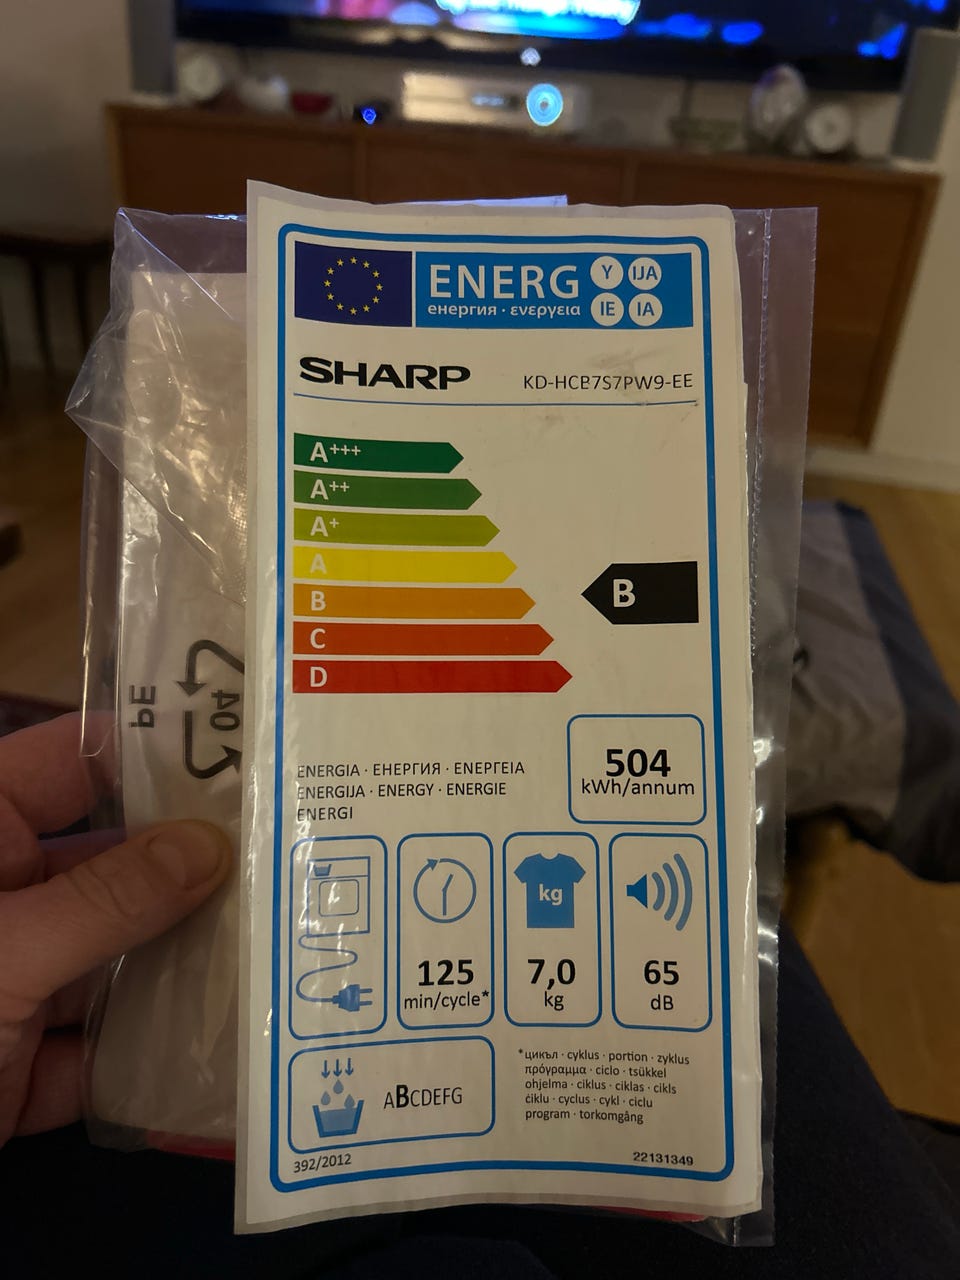 ENERG Y IJA IE IA
енергия · ενεργεια
SHARP KD-HCB7S7PW9-EE
A+++
A++
A+
A
B
B
C
D
504
kWh/annum
ENERGIA · ЕНЕРГИЯ · ΕΝΕΡΓΕΙΑ
ENERGIJA · ENERGY · ENERGIE
ENERGI
125
min/cycle*
kg
7,0
kg
65
dB
ABCDEFG
*цикъл · cyklus · portion · zyklus
πρόγραμμα · ciclo · tsükkel
ohjelma · ciklus · ciklas · cikls
ċiklu · cyclus · cykl · ciclu
program · torkomgång
392/2012
22131349
PE
04